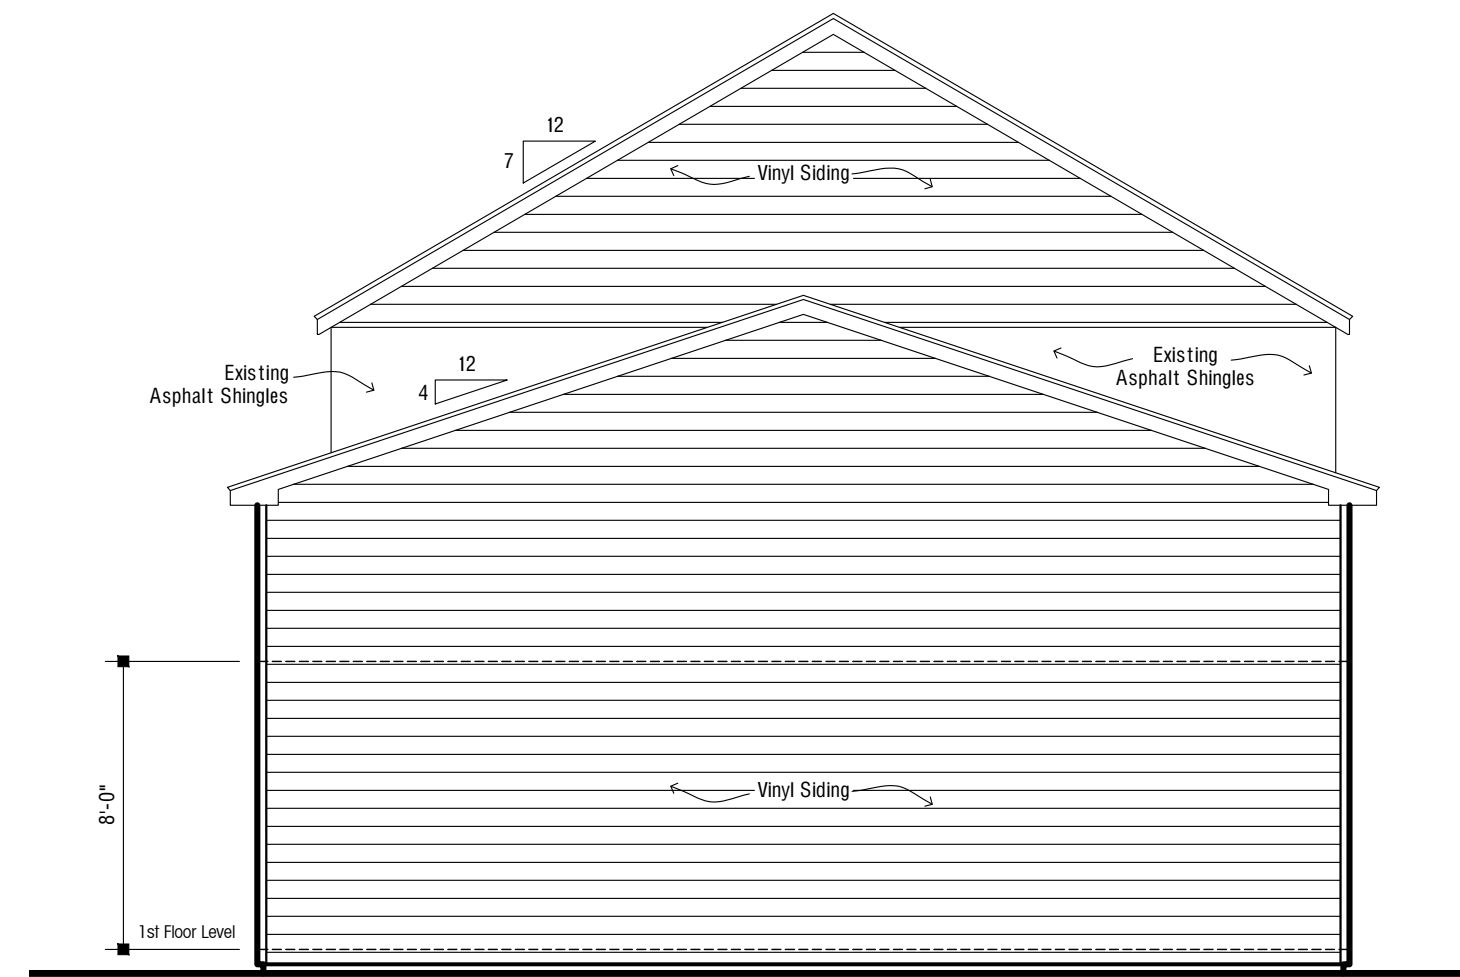 12
7
Vinyl Siding
Existing
Asphalt Shingles
12
4
Existing
Asphalt Shingles
Vinyl Siding
8'-0"
1st Floor Level